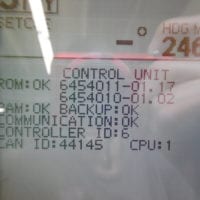 SETCOURSE
HDG M
-°
246
CONTROL UNIT
ROM:OK 6454011-01.17
6454010-01.02
RAM:OK BACKUP:OK
COMMUNICATION:OK
CONTROLLER ID:6
CAN ID:44145 CPU:1